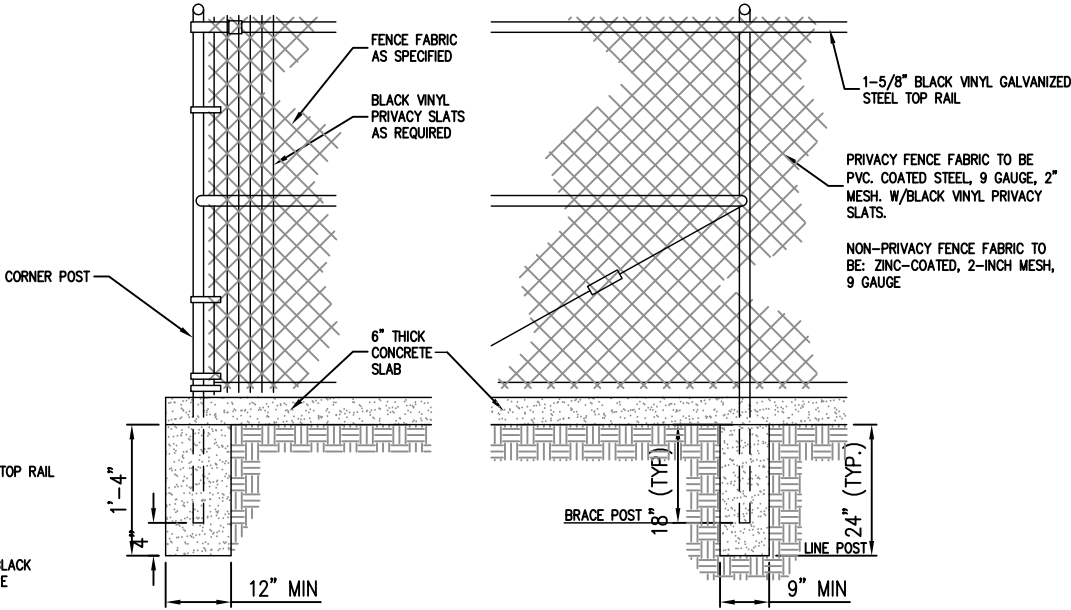 FENCE FABRIC
AS SPECIFIED
BLACK VINYL
PRIVACY SLATS
AS REQUIRED
1-5/8" BLACK VINYL GALVANIZED
STEEL TOP RAIL
PRIVACY FENCE FABRIC TO BE
PVC. COATED STEEL, 9 GAUGE, 2"
MESH. W/BLACK VINYL PRIVACY
SLATS.
NON-PRIVACY FENCE FABRIC TO
BE: ZINC-COATED, 2-INCH MESH,
9 GAUGE
CORNER POST
6" THICK
CONCRETE
SLAB
TOP RAIL
1'-4"
4"
BLACK
E
12" MIN
BRACE POST
18" (TYP)
24" (TYP.)
LINE POST
9" MIN